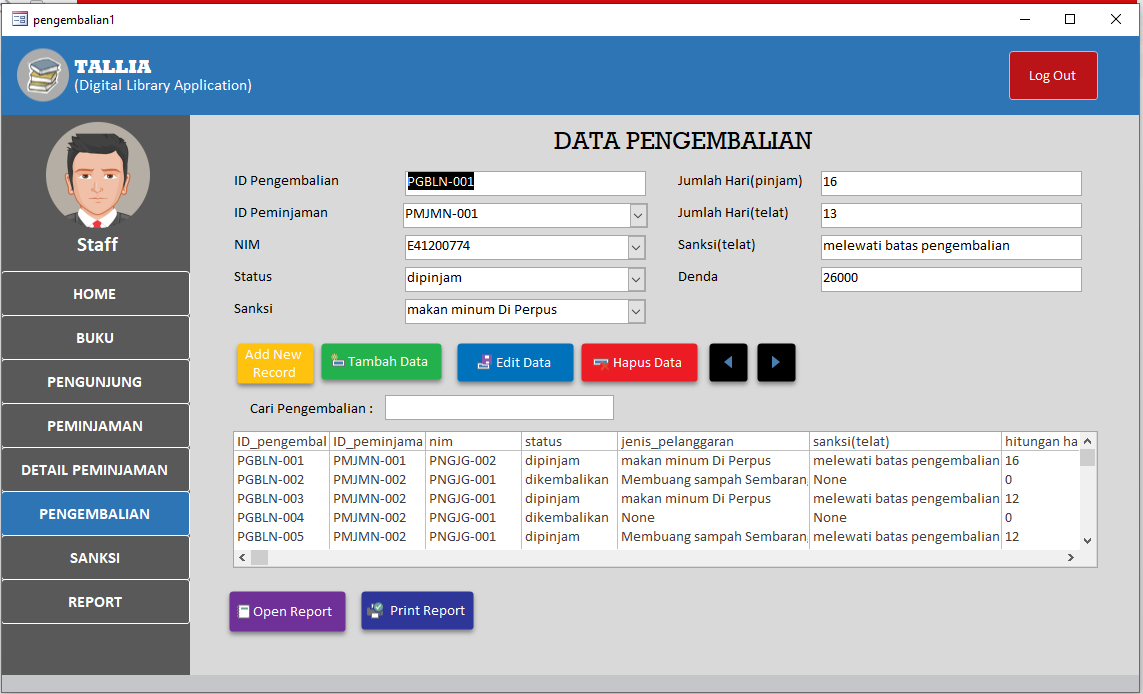 pengembalian1
TALLIA
(Digital Library Application)
Log Out
Staff
HOME
BUKU
PENGUNJUNG
PEMINJAMAN
DETAIL PEMINJAMAN
PENGEMBALIAN
SANKSI
REPORT
DATA PENGEMBALIAN
ID Pengembalian PGBLN-001 Jumlah Hari(pinjam) 16
ID Peminjaman PMJMN-001 Jumlah Hari(telat) 13
NIM E41200774 Sanksi(telat) melewati batas pengembalian
Status dipinjam Denda 26000
Sanksi makan minum Di Perpus
Add New
Record
Tambah Data Edit Data Hapus Data
Cari Pengembalian :
ID_pengembal ID_peminjama nim status jenis_pelanggaran sanksi(telat) hitungan ha
PGBLN-001 PMJMN-001 PNGJG-002 dipinjam makan minum Di Perpus melewati batas pengembalian 16
PGBLN-002 PMJMN-002 PNGJG-001 dikembalikan Membuang sampah Sembaran None 0
PGBLN-003 PMJMN-002 PNGJG-001 dipinjam makan minum Di Perpus melewati batas pengembalian 12
PGBLN-004 PMJMN-002 PNGJG-001 dikembalikan None None 0
PGBLN-005 PMJMN-002 PNGJG-001 dipinjam Membuang sampah Sembaran melewati batas pengembalian 12
Open Report Print Report